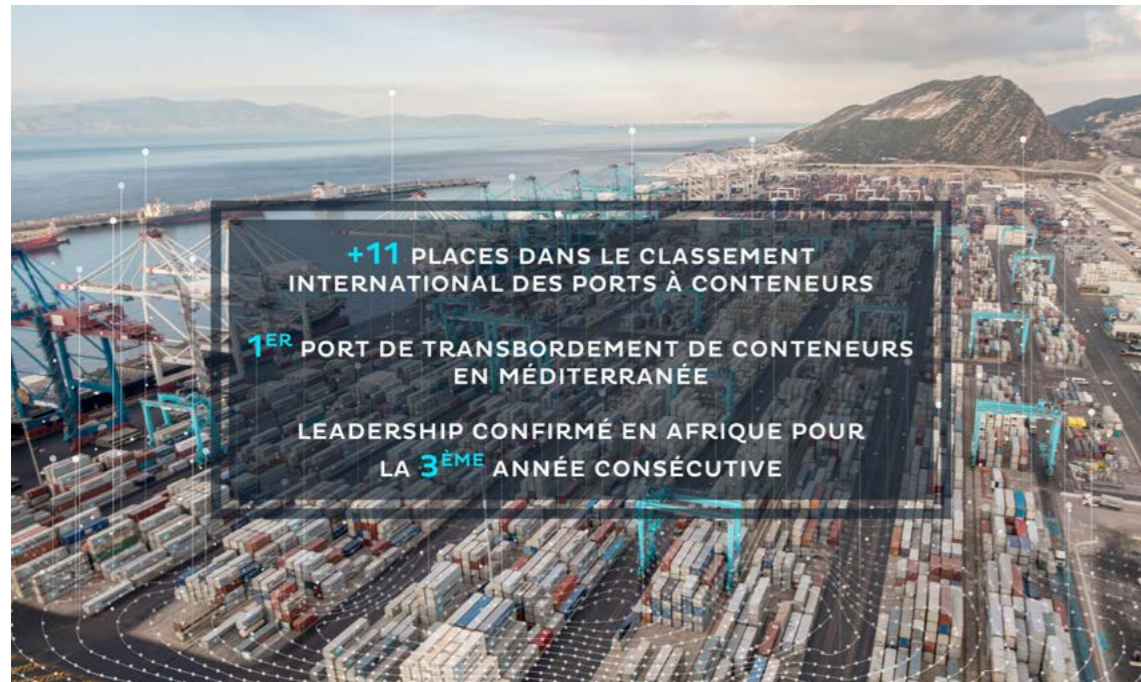 +11 PLACES DANS LE CLASSEMENT
INTERNATIONAL DES PORTS À CONTENEURS
1ER PORT DE TRANSBORDEMENT DE CONTENEURS
EN MÉDITERRANÉE
LEADERSHIP CONFIRMÉ EN AFRIQUE POUR
LA 3ÈME ANNÉE CONSÉCUTIVE